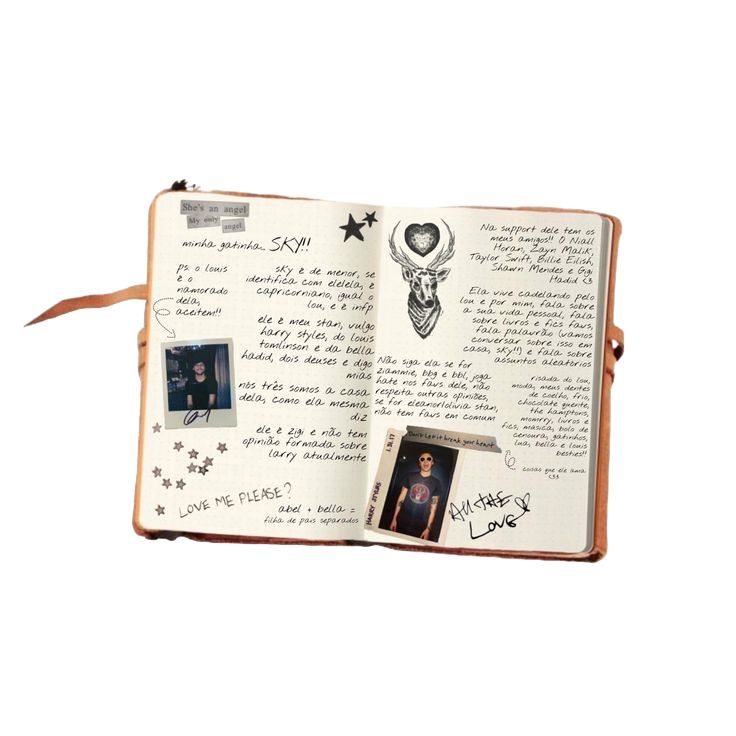 She's an angel
My only
angel
minha gatinha SKY!!
ps: o louis
é o
namorado
dela,
aceitem!!
sky é de menor, se
identifica com elelela, é
capricorniano, igual o
lou, e é infp
ele é meu stan, vulgo
harry styles, do louis
tomlinson e da bella
hadid, dois deuses e digo
mias
nos três somos a casa
dela, como ela mesma
diz
ele é zigi e não tem
opinião formada sobre
larry atualmente
LOVE ME PLEASE?
abel + bella =
filha de pais separados
Na support dele tem os
meus amigos!! O Niall
Horan, Zayn Malik,
Taylor Swift, Billie Eilish,
Shawn Mendes e Gigi
Hadid <3
Ela vive cadelando pelo
lou e por mim, fala sobre
a sua vida pessoal, fala
sobre livros e fics favs,
fala palavrão (vamos
conversar sobre isso em
casa, sky!!) e fala sobre
assuntos aleatórios
Não siga ela se for
ziammie, bbg e bbl, joga
hate nos favs dele, não
respeita outras opiniões,
se for eleanor/olivia stan,
não tem favs em comum
risada do lou,
moda, meus dentes
de coelho, frio,
chocolate quente,
the hamptons,
mcmrry, livros e
fics, música, bolo de
cenoura, gatinhos,
lua, bella e louis
besties!!
coisas que ele ama
<33
Don't let it break your heart
1.31.17
HARRY STYLES
All THE
LOVE